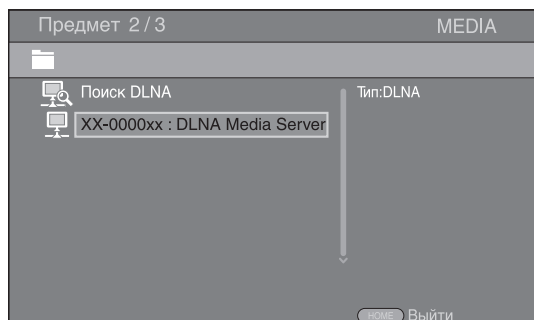 Предмет 2/3 MEDIA
Поиск DLNA Тип:DLNA
XX-0000xx : DLNA Media Server
HOME Выйти